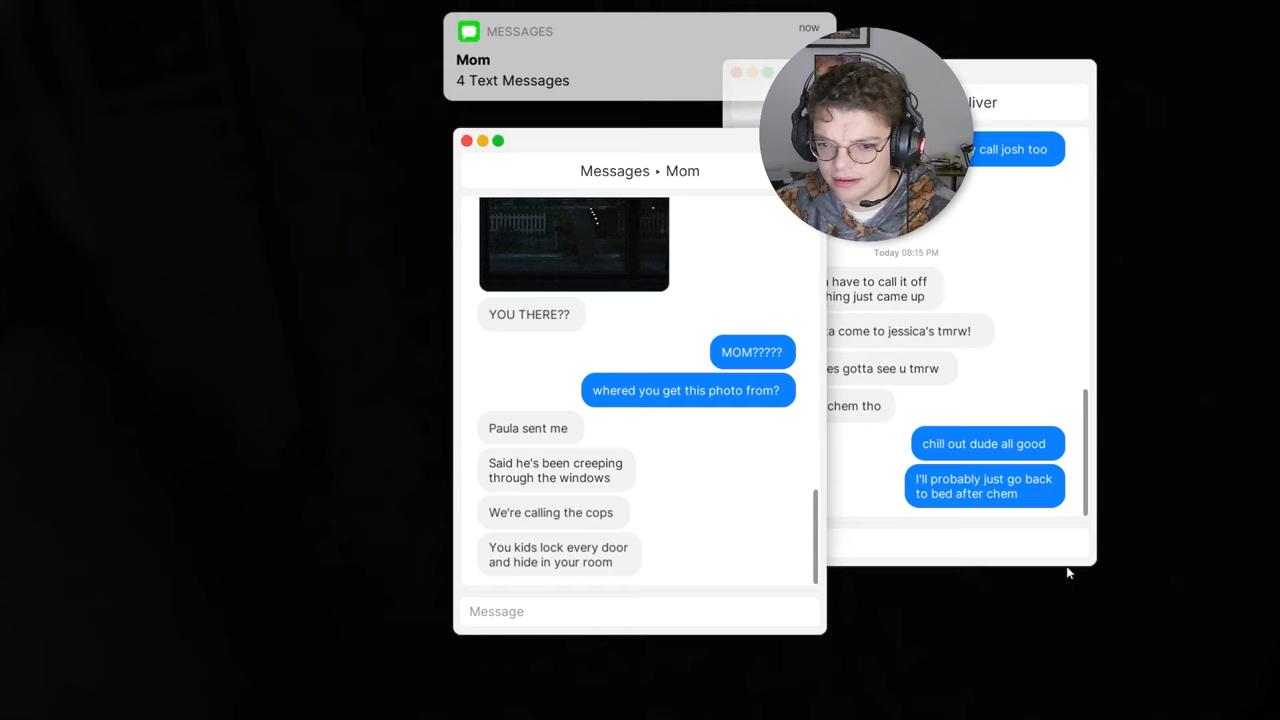 MESSAGES
now
Mom
4 Text Messages
Messages ‣ Mom
YOU THERE??
MOM?????
whered you get this photo from?
Paula sent me
Said he's been creeping
through the windows
We're calling the cops
You kids lock every door
and hide in your room
Message
call josh too
Today 08:15 PM
have to call it off
just came up
come to jessica's tmrw!
gotta see u tmrw
chem tho
chill out dude all good
I'll probably just go back
to bed after chem